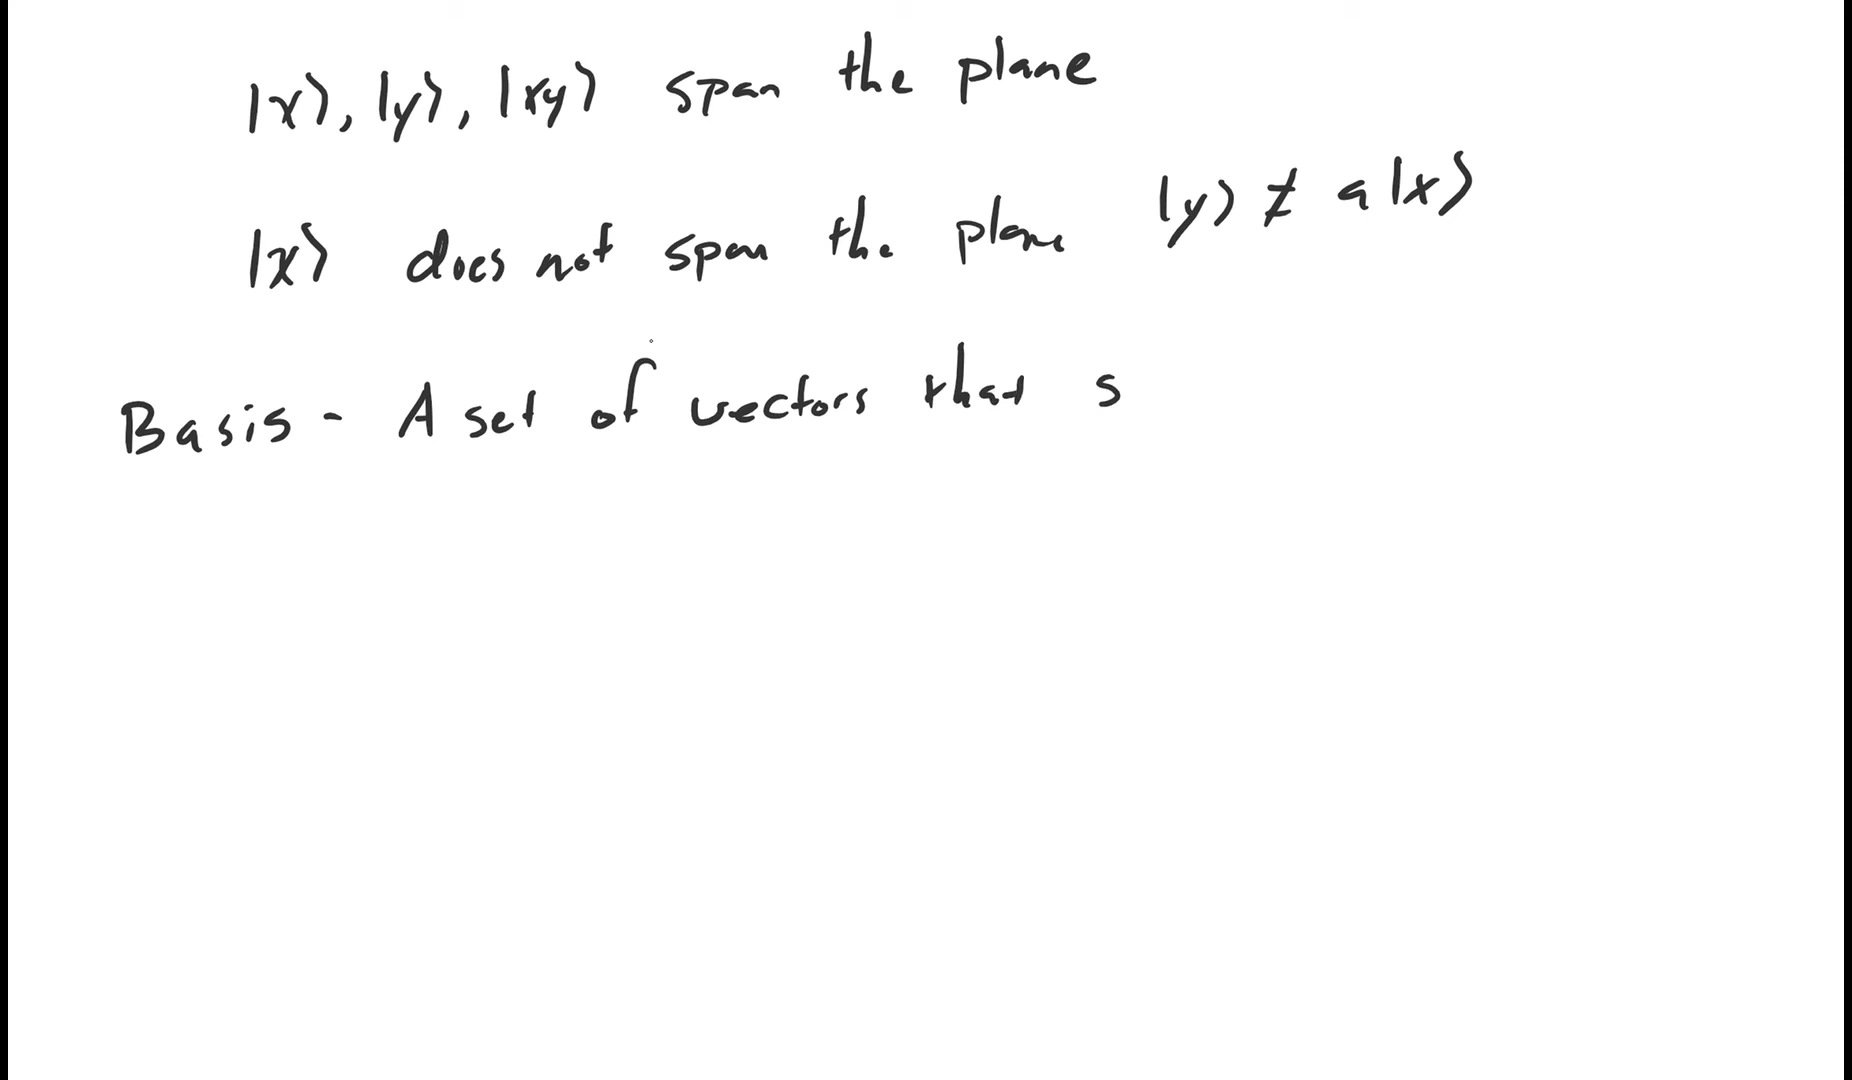 |x⟩, |y⟩, |xy⟩ span the plane
|x⟩ does not span the plane |y⟩ ≠ a|x⟩
Basis - A set of vectors that s